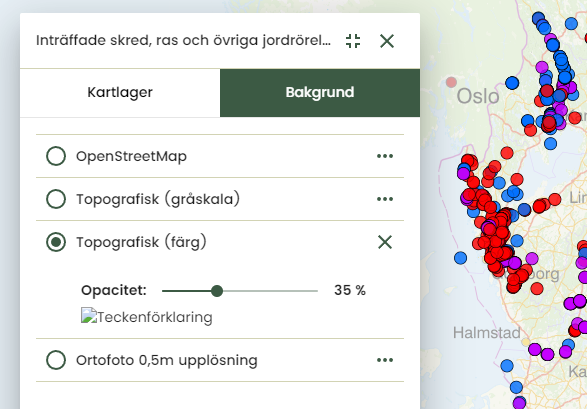 Inträffade skred, ras och övriga jordrörel...
Kartlager
Bakgrund
OpenStreetMap
Topografisk (gråskala)
Topografisk (färg)
Opacitet:
35 %
Teckenförklaring
Ortofoto 0,5m upplösning
Oslo
Halmstad